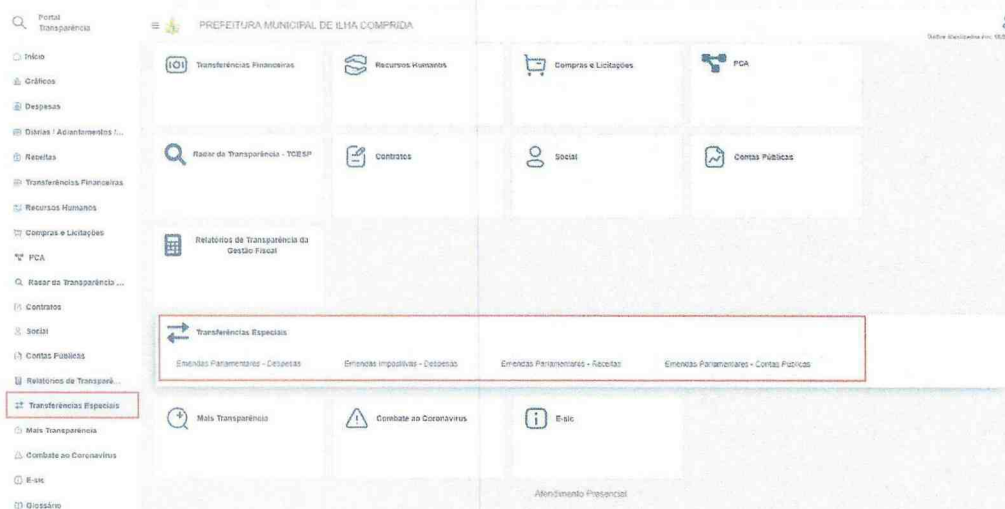 Portal
Transparência
PREFEITURA MUNICIPAL DE ILHA COMPRIDA
Início
Gráficos
Despesas
Diárias / Adiantamentos /...
Receitas
Transferências Financeiras
Recursos Humanos
Compras e Licitações
PCA
Radar da Transparência ...
Contratos
Social
Contas Públicas
Relatórios de Transparê...
Transferências Especiais
Mais Transparência
Combate ao Coronavírus
E-sic
Glossário
Transferências Financeiras
Recursos Humanos
Compras e Licitações
PCA
Radar da Transparência - TCESP
Contratos
Social
Contas Públicas
Relatórios de Transparência da
Gestão Fiscal
Transferências Especiais
Emendas Parlamentares - Despesas
Emendas Impositivas - Despesas
Emendas Parlamentares - Receitas
Emendas Parlamentares - Contas Públicas
Mais Transparência
Combate ao Coronavírus
E-sic
Atendimento Presencial